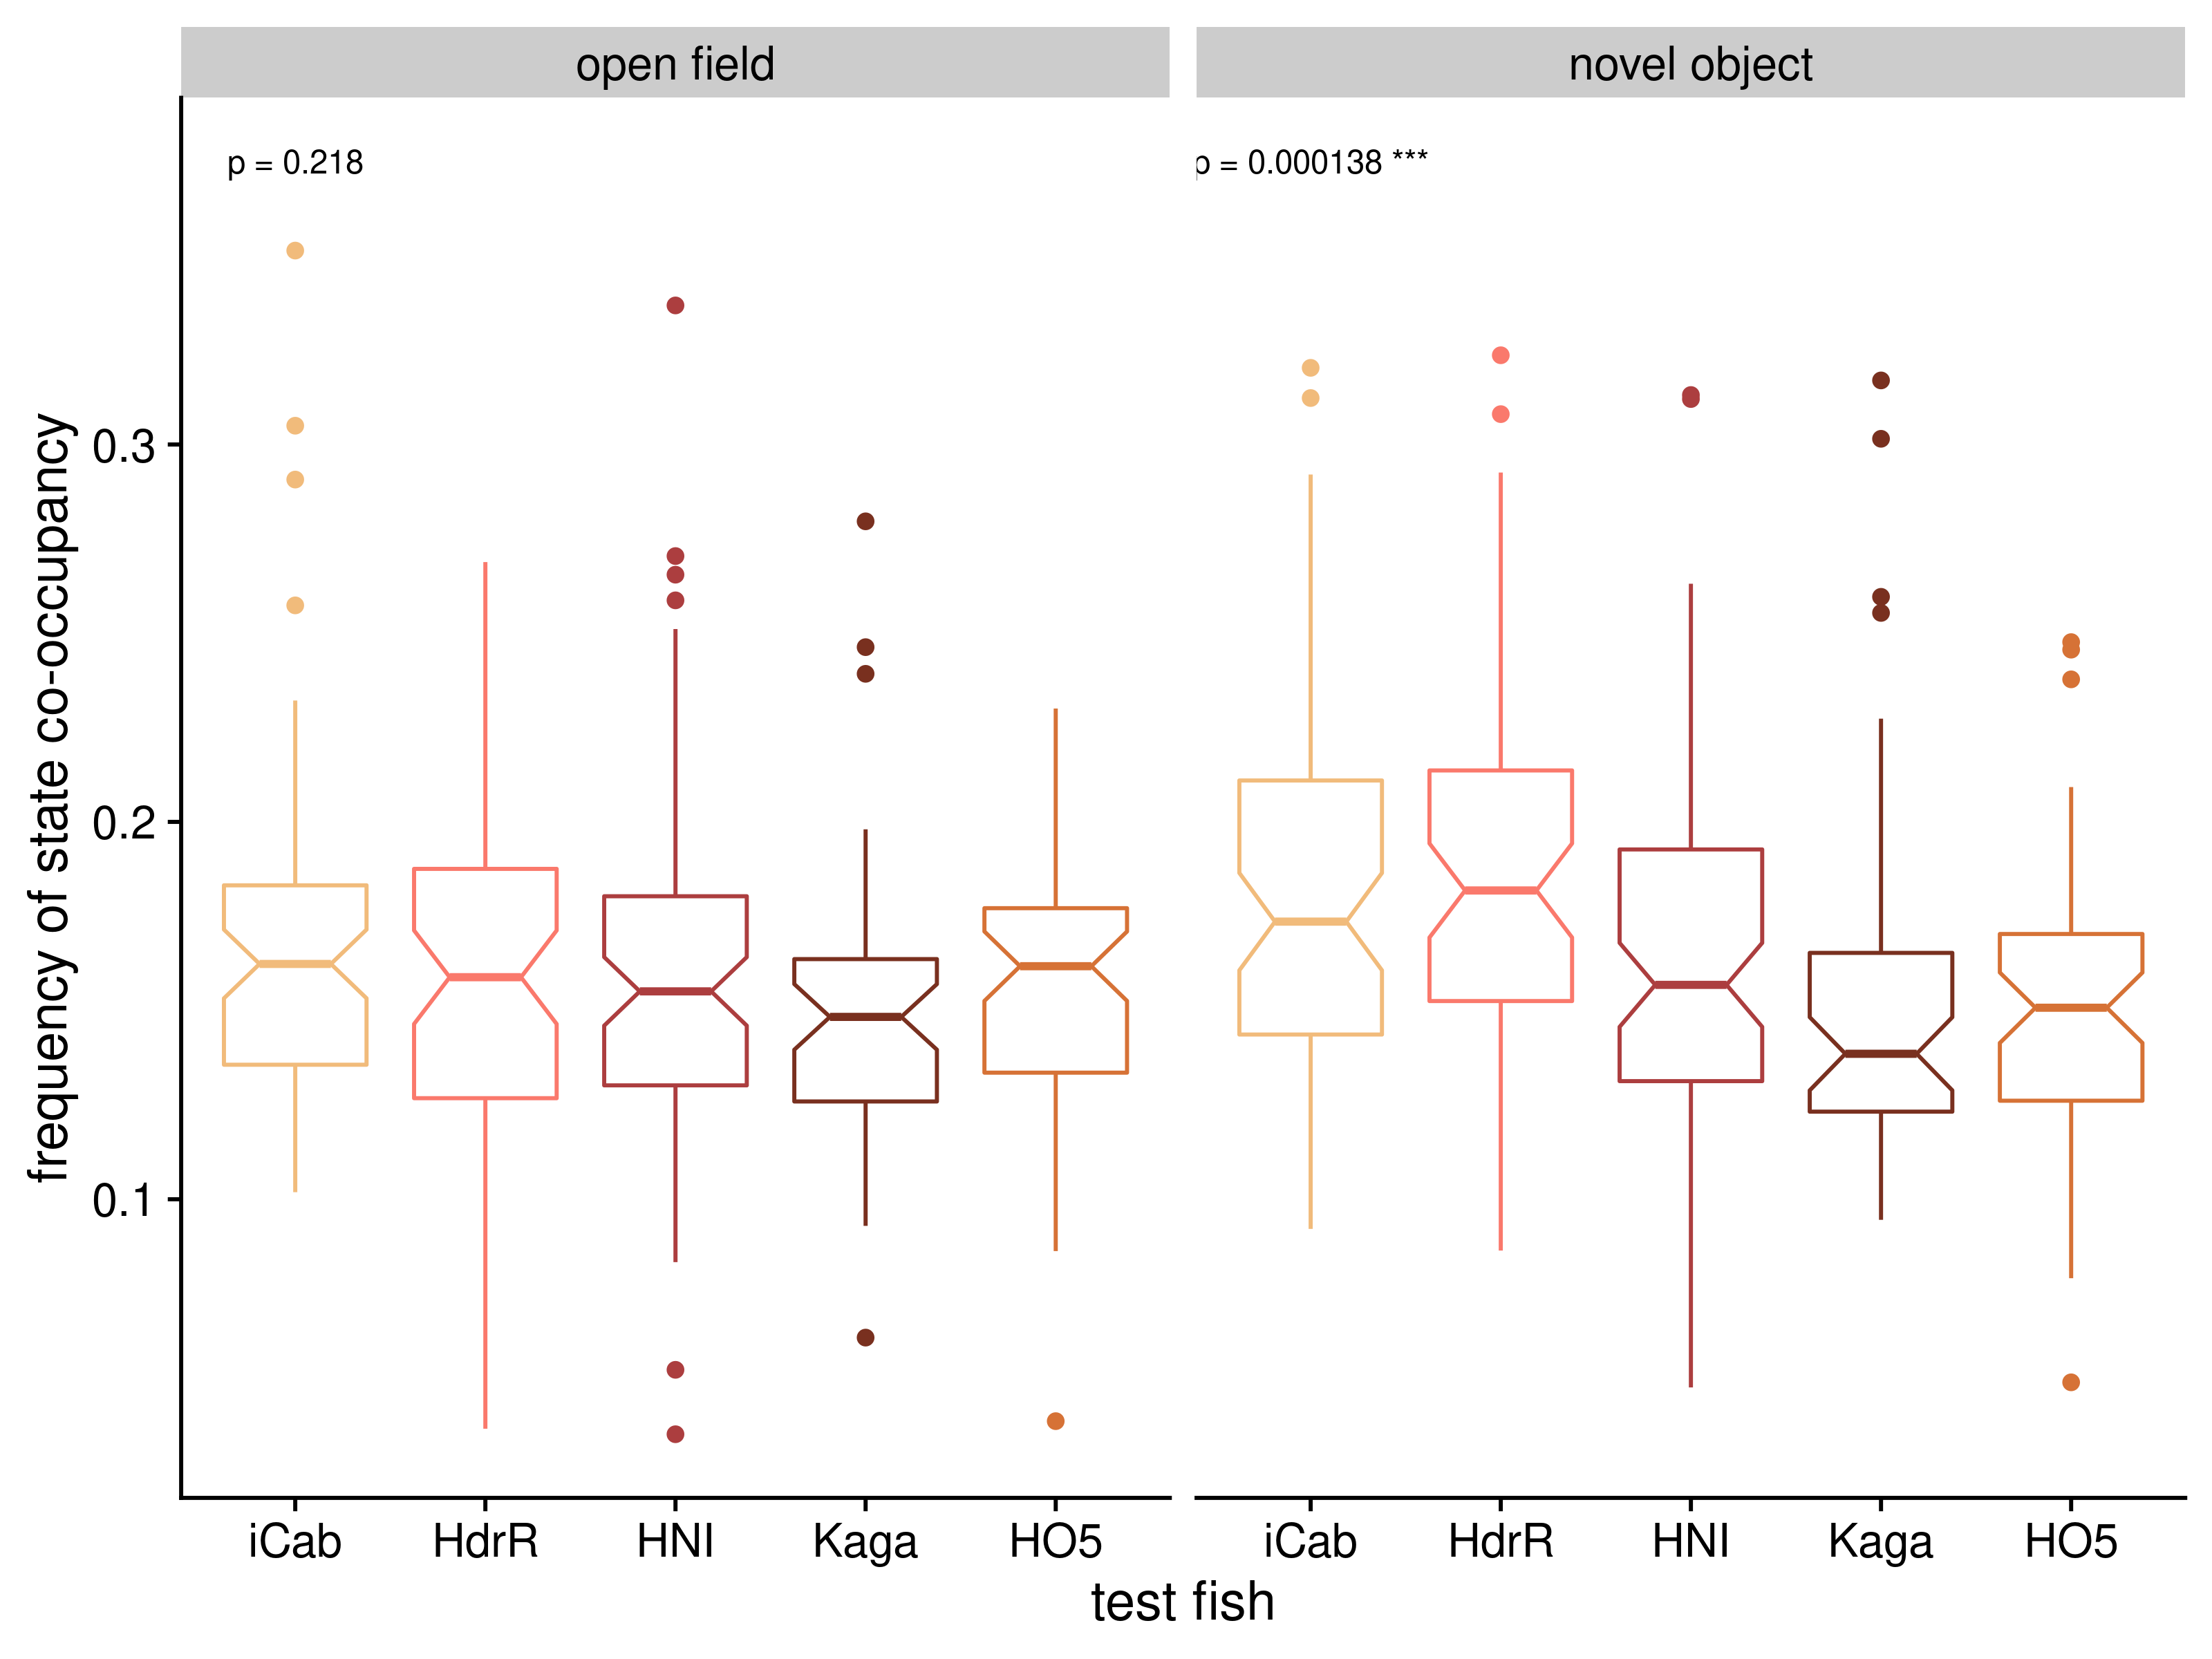 open field
novel object
p = 0.218
p = 0.000138 ***
frequency of state co-occupancy
0.3
0.2
0.1
iCab HdrR HNI Kaga HO5
iCab HdrR HNI Kaga HO5
test fish